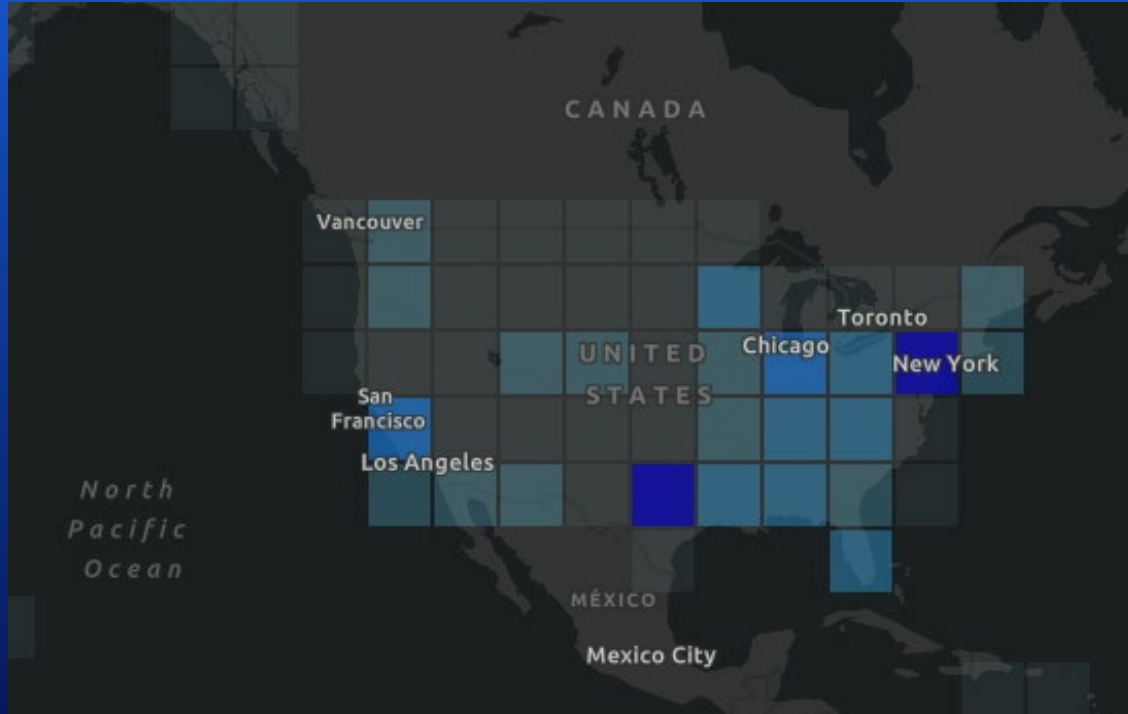 CANADA
Vancouver
Toronto
Chicago
UNITED
STATES
New York
San
Francisco
Los Angeles
North
Pacific
Ocean
MÉXICO
Mexico City